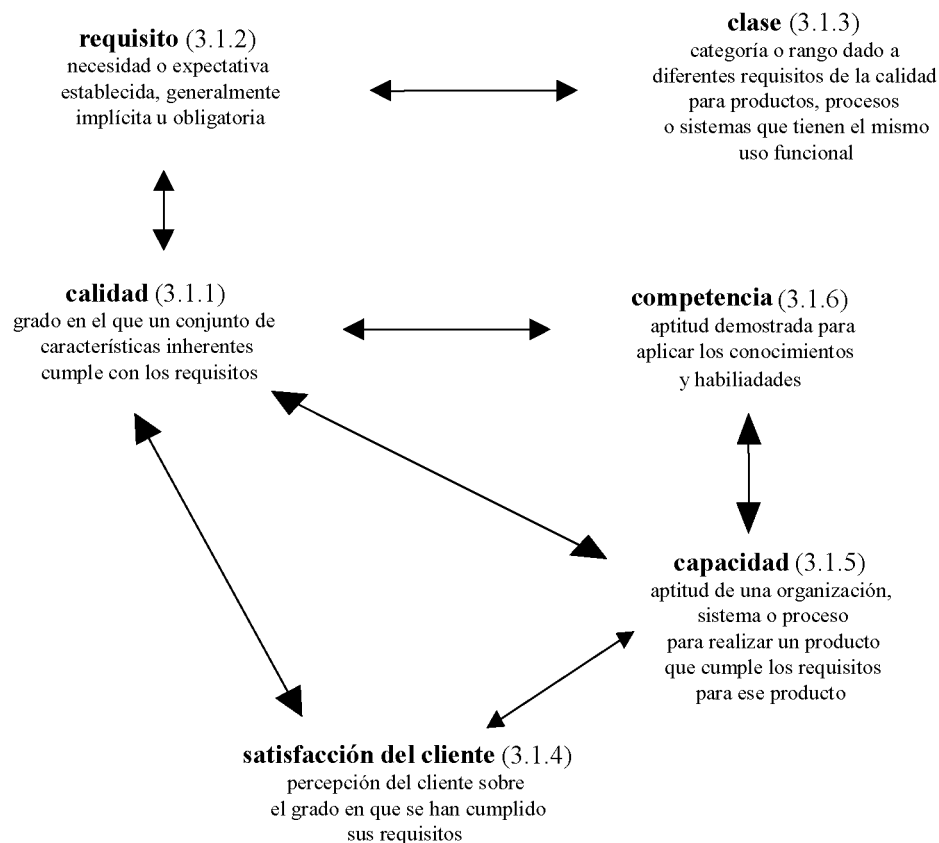 requisito (3.1.2)
necesidad o expectativa
establecida, generalmente
implícita u obligatoria
clase (3.1.3)
categoría o rango dado a
diferentes requisitos de la calidad
para productos, procesos
o sistemas que tienen el mismo
uso funcional
calidad (3.1.1)
grado en el que un conjunto de
características inherentes
cumple con los requisitos
competencia (3.1.6)
aptitud demostrada para
aplicar los conocimientos
y habiliadades
capacidad (3.1.5)
aptitud de una organización,
sistema o proceso
para realizar un producto
que cumple los requisitos
para ese producto
satisfacción del cliente (3.1.4)
percepción del cliente sobre
el grado en que se han cumplido
sus requisitos